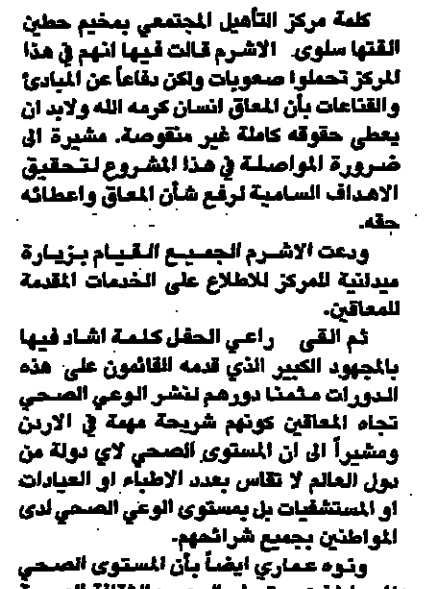 كلمة مركز التأهيل المجتمعي بمخيم حطين
القتها سلوى الاشرم قالت فيها انهم في هذا
المركز تحملوا صعوبات ولكن دفاعاً عن المبادئ
والقناعات بأن المعاق انسان كرمه الله ولابد ان
يعطى حقوقه كاملة غير منقوصة. مشيرة الى
ضرورة المواصلة في هذا المشروع لتحقيق
الاهداف السامية لرفع شأن المعاق واعطائه
حقه.
ودعت الاشرم الجميع القيام بزيارة
ميدانية للمركز للاطلاع على الخدمات المقدمة
للمعاقين.
ثم القى راعي الحفل كلمة اشاد فيها
بالمجهود الكبير الذي قدمه القائمون على هذه
الدورات مثمنا دورهم لنشر الوعي الصحي
تجاه المعاقين كونهم شريحة مهمة في الاردن
ومشيراً الى ان المستوى الصحي لاي دولة من
دول العالم لا تقاس بعدد الاطباء او العيادات
او المستشفيات بل بمستوى الوعي الصحي لدى
المواطنين بجميع شرائحهم.
ونوه عماري ايضاً بأن المستوى الصحي